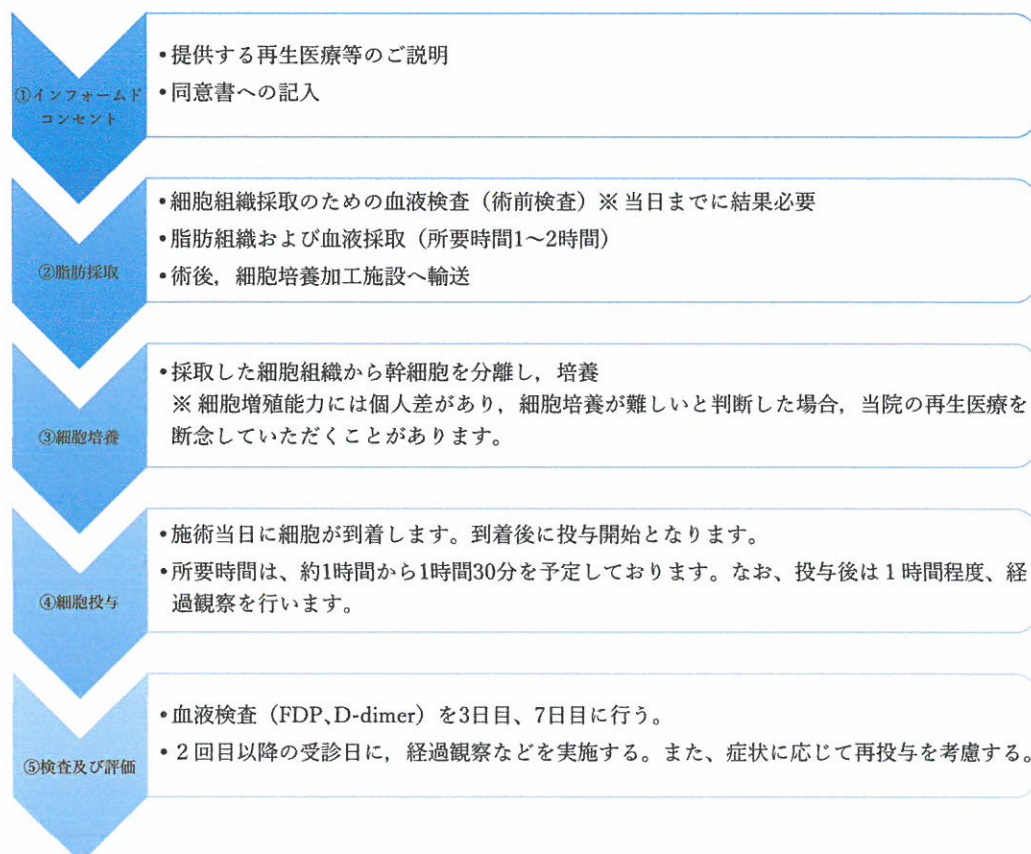 ①インフォームド
コンセント
•提供する再生医療等のご説明
•同意書への記入
②脂肪採取
•細胞組織採取のための血液検査（術前検査）※ 当日までに結果必要
•脂肪組織および血液採取（所要時間1～2時間）
•術後，細胞培養加工施設へ輸送
③細胞培養
•採取した細胞組織から幹細胞を分離し，培養
※ 細胞増殖能力には個人差があり，細胞培養が難しいと判断した場合，当院の再生医療を
断念していただくことがあります。
④細胞投与
•施術当日に細胞が到着します。到着後に投与開始となります。
•所要時間は、約1時間から1時間30分を予定しております。なお、投与後は１時間程度、経
過観察を行います。
⑤検査及び評価
•血液検査（FDP、D-dimer）を3日目、7日目に行う。
•２回目以降の受診日に，経過観察などを実施する。また、症状に応じて再投与を考慮する。